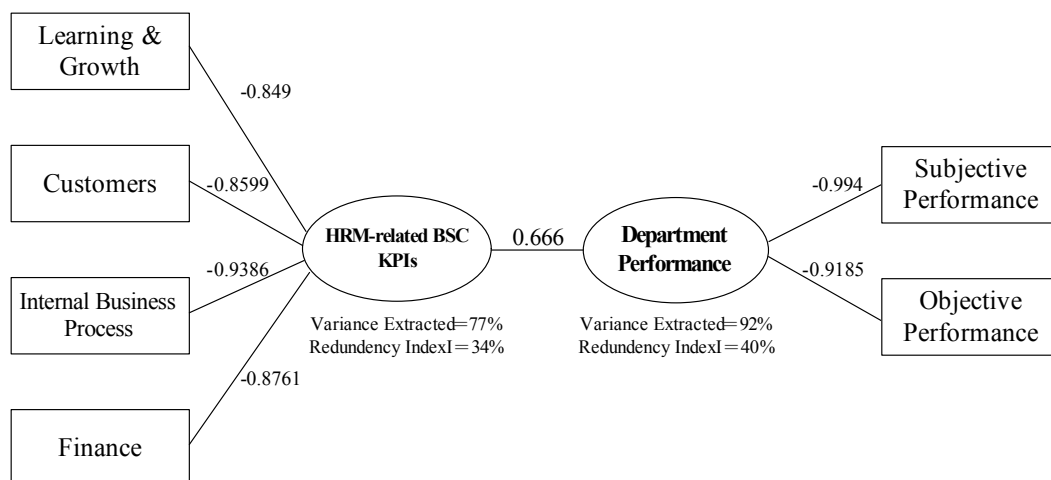 Learning &
Growth
-0.849
Customers
-0.8599
Internal Business
Process
-0.9386
Finance
-0.8761
HRM-related BSC
KPIs
Variance Extracted=77%
Redundency IndexI=34%
0.666
Department
Performance
Variance Extracted=92%
Redundency IndexI=40%
-0.994
Subjective
Performance
-0.9185
Objective
Performance